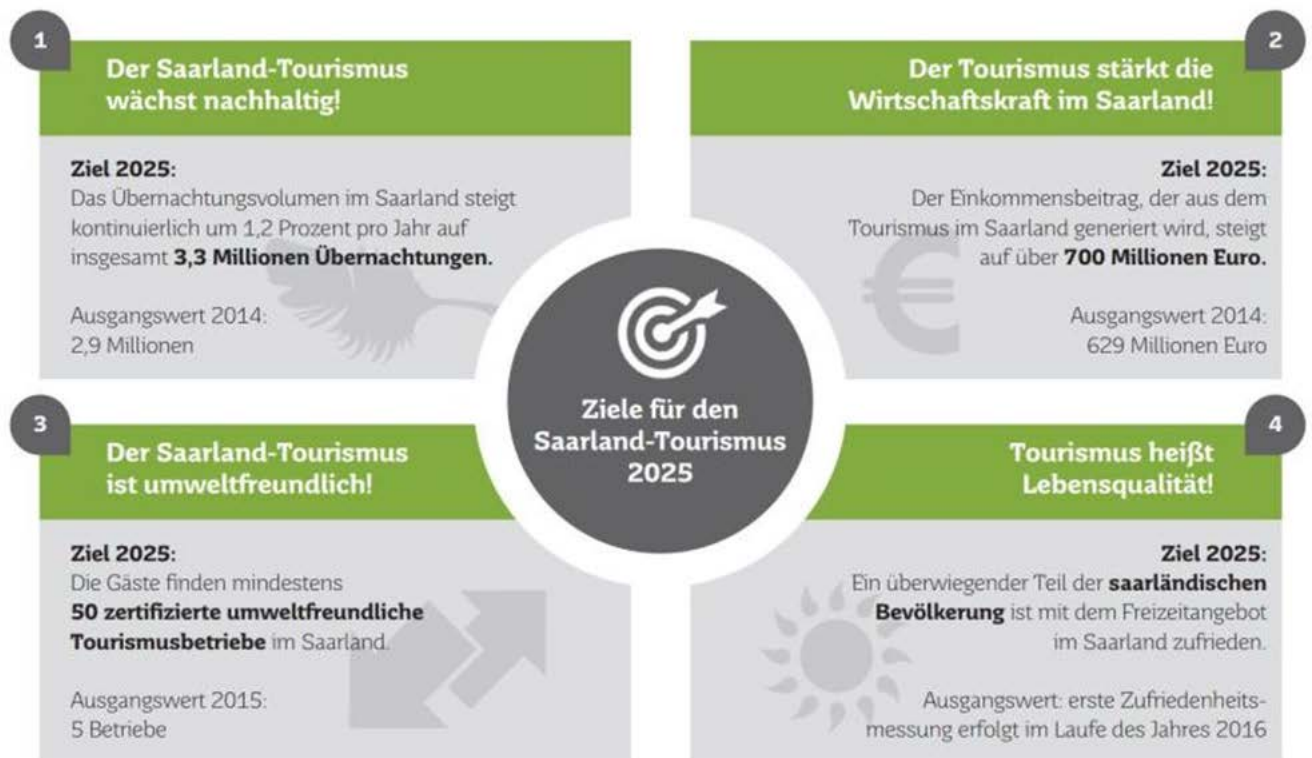 1
Der Saarland-Tourismus
wächst nachhaltig!
Ziel 2025:
Das Übernachtungsvolumen im Saarland steigt
kontinuierlich um 1,2 Prozent pro Jahr auf
insgesamt 3,3 Millionen Übernachtungen.
Ausgangswert 2014:
2,9 Millionen
2
Der Tourismus stärkt die
Wirtschaftskraft im Saarland!
Ziel 2025:
Der Einkommensbeitrag, der aus dem
Tourismus im Saarland generiert wird, steigt
auf über 700 Millionen Euro.
€
Ausgangswert 2014:
629 Millionen Euro
Ziele für den
Saarland-Tourismus
2025
3
Der Saarland-Tourismus
ist umweltfreundlich!
Ziel 2025:
Die Gäste finden mindestens
50 zertifizierte umweltfreundliche
Tourismusbetriebe im Saarland.
Ausgangswert 2015:
5 Betriebe
4
Tourismus heißt
Lebensqualität!
Ziel 2025:
Ein überwiegender Teil der saarländischen
Bevölkerung ist mit dem Freizeitangebot
im Saarland zufrieden.
Ausgangswert: erste Zufriedenheits-
messung erfolgt im Laufe des Jahres 2016